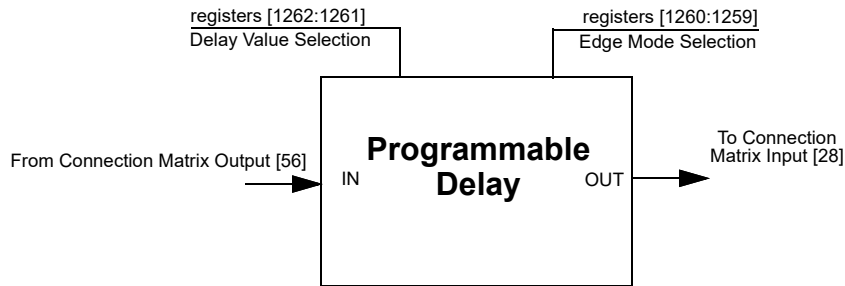 registers [1262:1261]
Delay Value Selection
registers [1260:1259]
Edge Mode Selection
From Connection Matrix Output [56]
IN
Programmable
Delay
OUT
To Connection
Matrix Input [28]